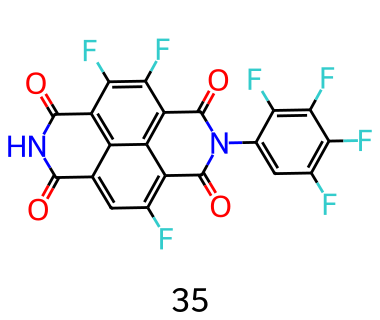 F F
O O F F
HN N F
O O F
F
35